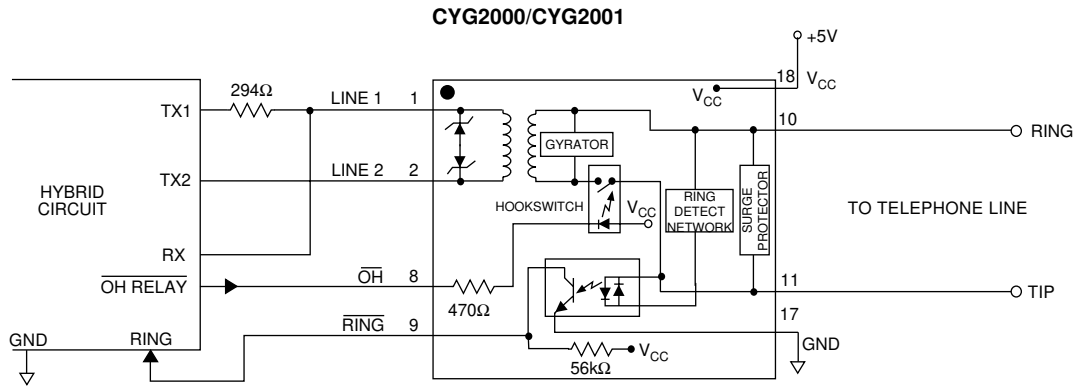 CYG2000/CYG2001
+5V
294Ω
TX1
LINE 1
1
18
VCC
VCC
10
RING
GYRATOR
TX2
LINE 2
2
HYBRID
CIRCUIT
HOOKSWITCH
VCC
RING
DETECT
NETWORK
SURGE
PROTECTOR
TO TELEPHONE LINE
RX
OH RELAY
OH
8
470Ω
11
TIP
RING
9
17
GND
GND
RING
56kΩ
VCC